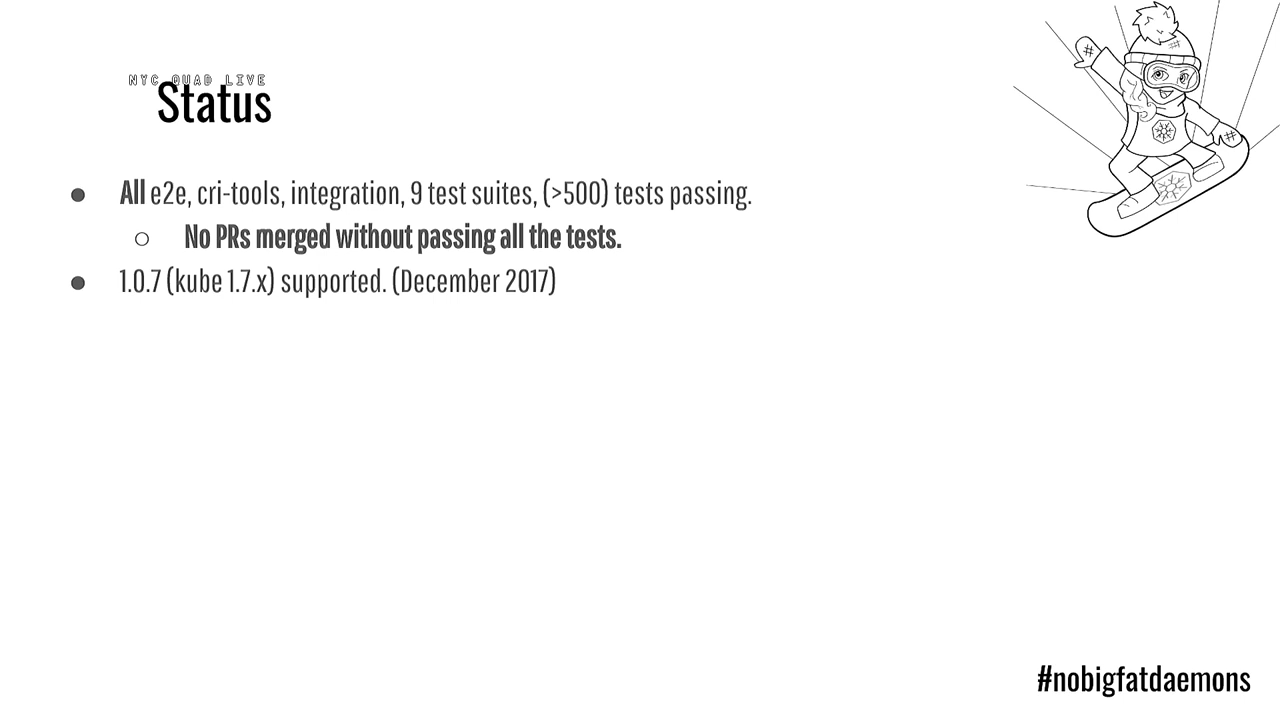 NYC QUAD LIVE
Status
● All e2e, cri-tools, integration, 9 test suites, (>500) tests passing.
○ No PRs merged without passing all the tests.
● 1.0.7 (kube 1.7.x) supported. (December 2017)
#nobigfatdaemons